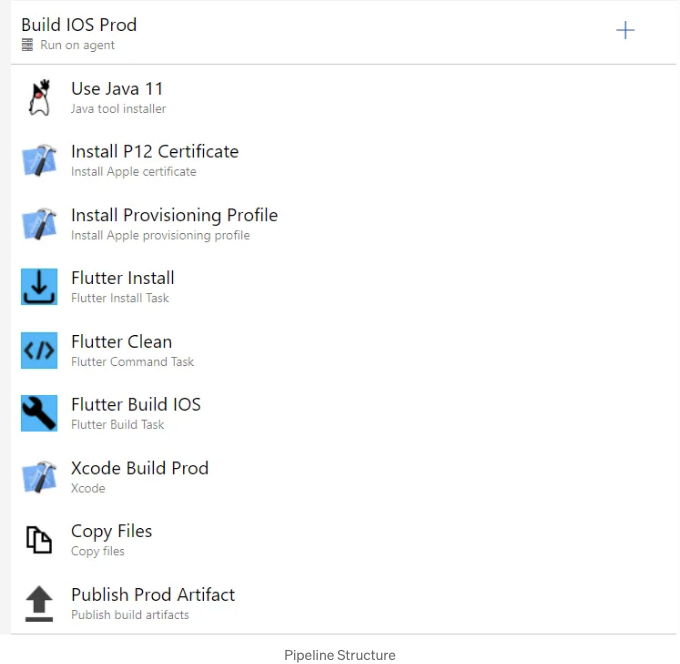 Build IOS Prod
Run on agent
Use Java 11
Java tool installer
Install P12 Certificate
Install Apple certificate
Install Provisioning Profile
Install Apple provisioning profile
Flutter Install
Flutter Install Task
Flutter Clean
Flutter Command Task
Flutter Build IOS
Flutter Build Task
Xcode Build Prod
Xcode
Copy Files
Copy files
Publish Prod Artifact
Publish build artifacts
Pipeline Structure